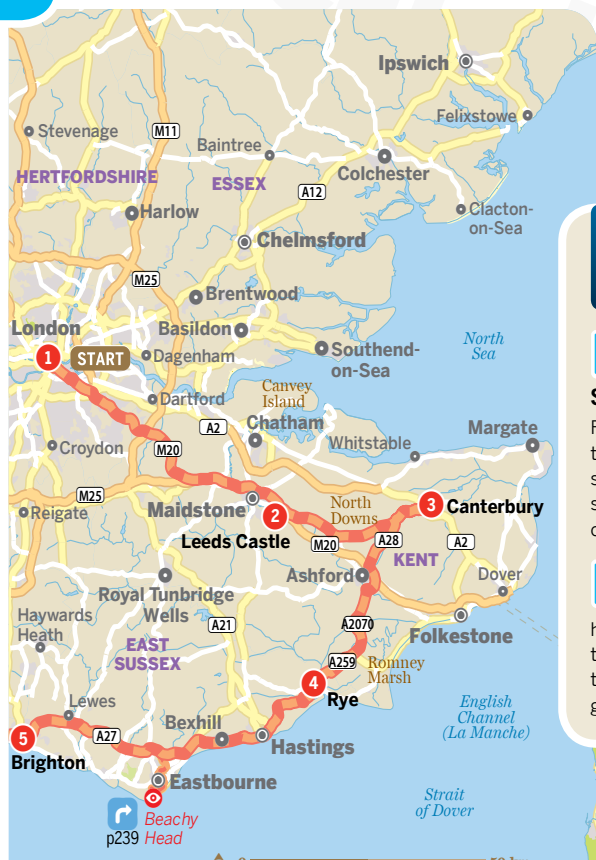 Ipswich
Felixstowe
Stevenage
M11
Baintree
Colchester
HERTFORDSHIRE
ESSEX
A12
Harlow
Clacton-
on-Sea
Chelmsford
M25
Brentwood
London
Basildon
North
Sea
1 START
Dagenham
Southend-
on-Sea
Dartford
Canvey
Island
A2
Chatham
Margate
Croydon
M20
Whitstable
M25
Reigate
Maidstone
North
Downs
3 Canterbury
2
Leeds Castle
M20
A28
A2
KENT
Ashford
Dover
Royal Tunbridge
Wells
Haywards
Heath
A21
A2070
Folkestone
EAST
SUSSEX
A259
Romney
Marsh
4
Rye
Lewes
English
Channel
(La Manche)
5
A27
Bexhill
Hastings
Brighton
Eastbourne
Strait
of Dover
Beachy
Head
p239